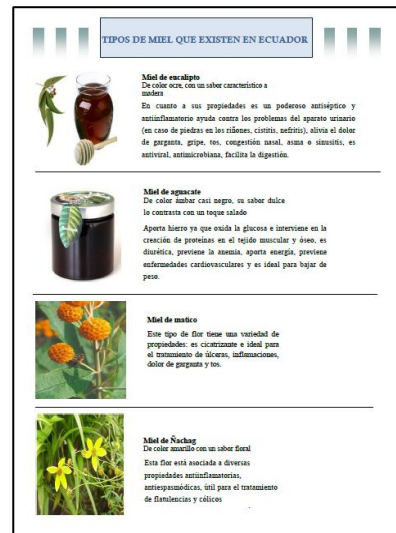 TIPOS DE MIEL QUE EXISTEN EN ECUADOR
Miel de eucalipto
De color ocre, con un sabor característico a
madera
En cuanto a sus propiedades es un poderoso antiséptico y
antiinflamatorio ayuda contra los problemas del aparato urinario
(en caso de piedras en los riñones, cistitis, nefritis), alivia el dolor
de garganta, gripe, tos, congestión nasal, asma o sinusitis, es
antiviral, antimicrobiana, facilita la digestión.
Miel de aguacate
De color ámbar casi negro, su sabor dulce
lo contrasta con un toque salado
Aporta hierro ya que oxida la glucosa e interviene en la
creación de proteínas en el tejido muscular y óseo, es
diurética, previene la anemia, aporta energía, previene
enfermedades cardiovasculares y es ideal para bajar de
peso.
Miel de matico
Este tipo de flor tiene una variedad de
propiedades: es cicatrizante e ideal para
el tratamiento de úlceras, inflamaciones,
dolor de garganta y tos.
Miel de Ñachag
De color amarillo con un sabor floral
Esta flor está asociada a diversas
propiedades antiinflamatorias,
antiespasmódicas, útil para el tratamiento
de flatulencias y cólicos